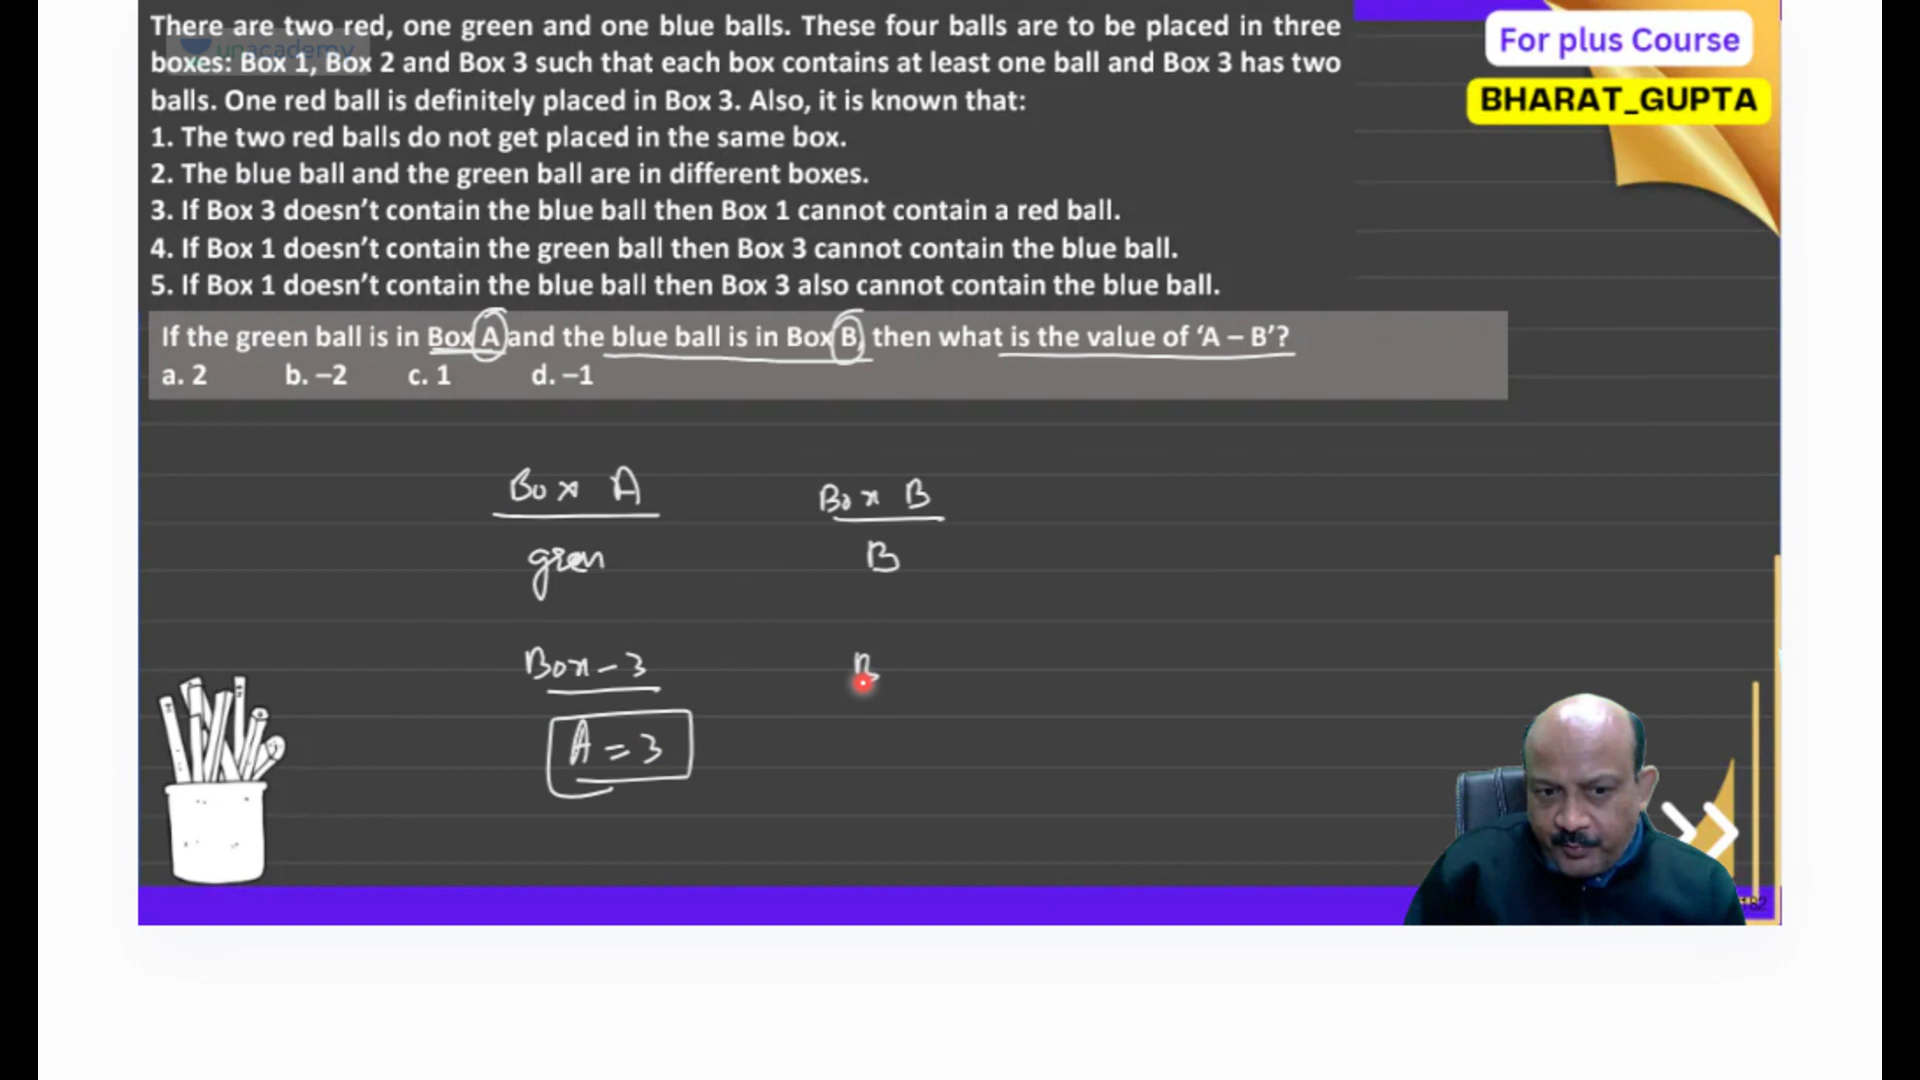 There are two red, one green and one blue balls. These four balls are to be placed in three
unacademy
boxes: Box 1, Box 2 and Box 3 such that each box contains at least one ball and Box 3 has two
balls. One red ball is definitely placed in Box 3. Also, it is known that:
1. The two red balls do not get placed in the same box.
2. The blue ball and the green ball are in different boxes.
3. If Box 3 doesn’t contain the blue ball then Box 1 cannot contain a red ball.
4. If Box 1 doesn’t contain the green ball then Box 3 cannot contain the blue ball.
5. If Box 1 doesn’t contain the blue ball then Box 3 also cannot contain the blue ball.
For plus Course
BHARAT_GUPTA
If the green ball is in Box A and the blue ball is in Box B, then what is the value of ‘A – B’?
a. 2 b. –2 c. 1 d. –1
Box A Box B
gren B
Box - 3 B
A = 3